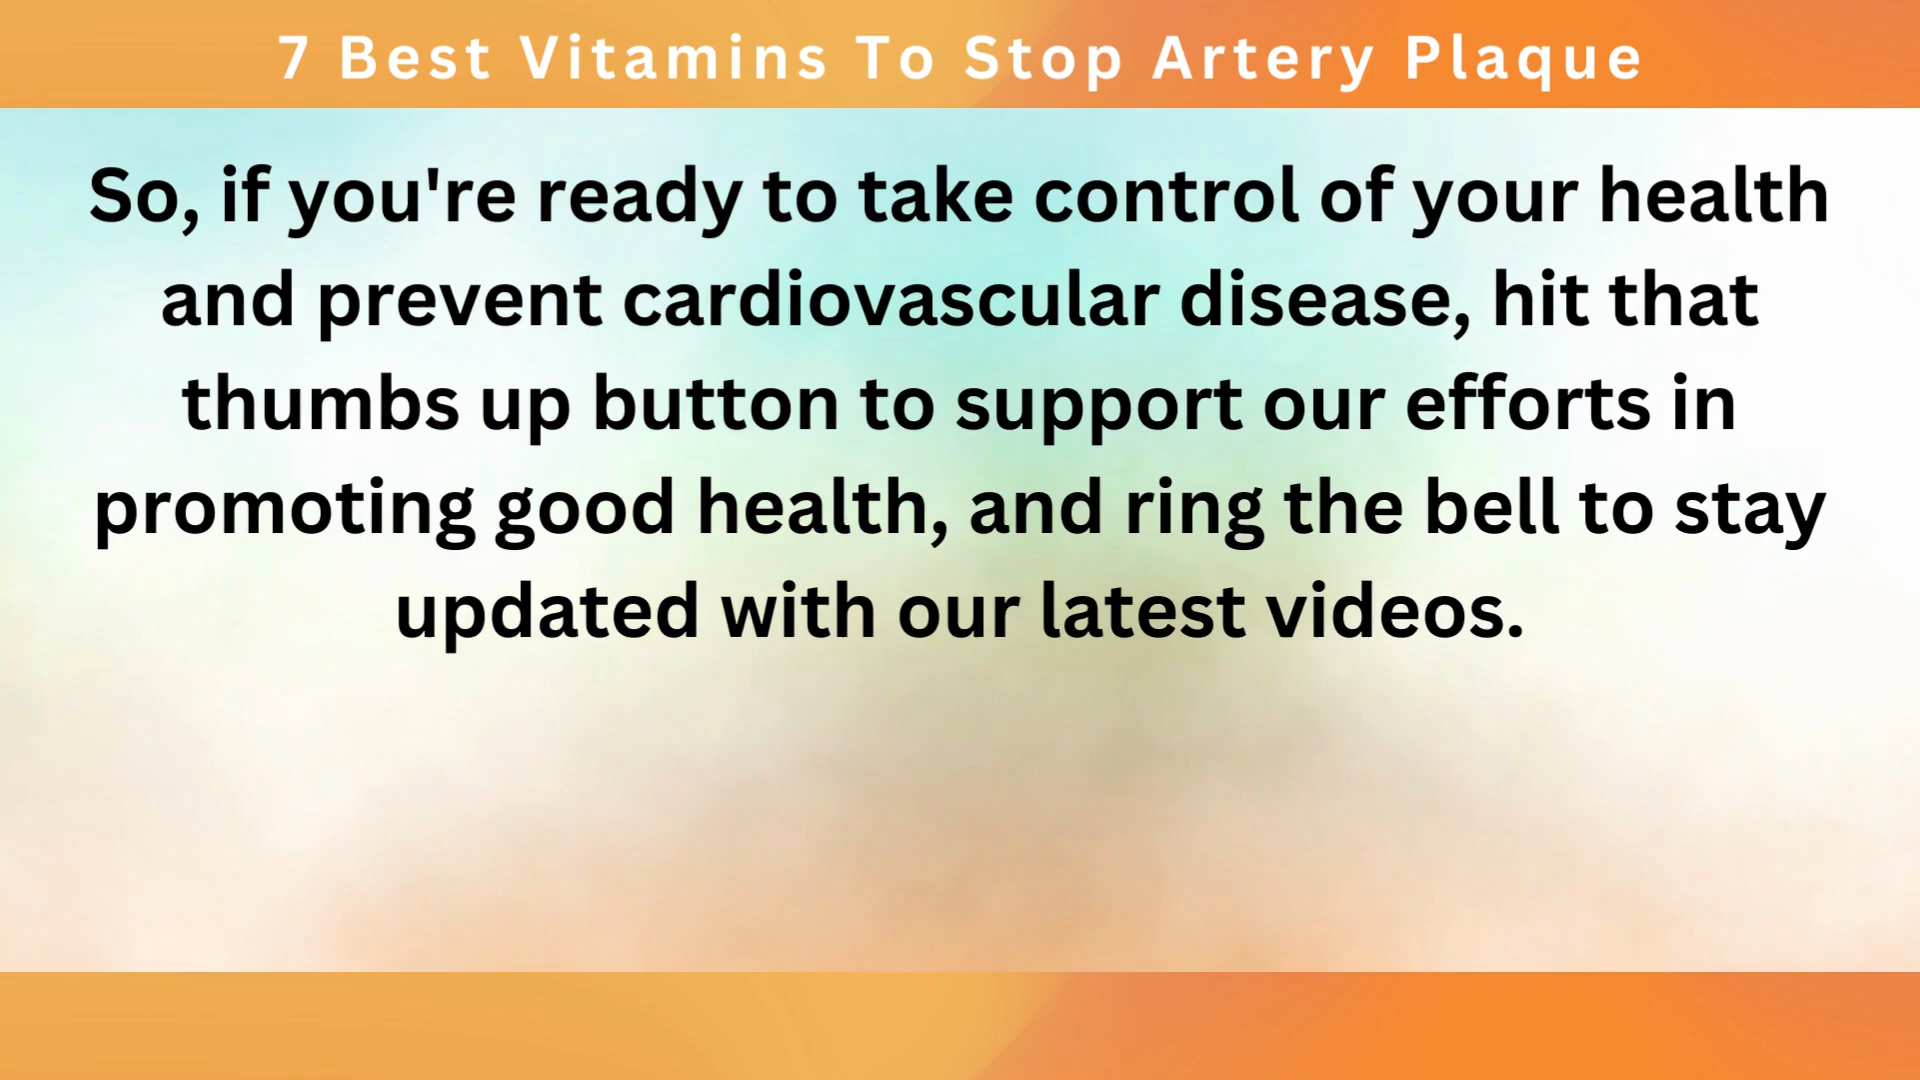 7 Best Vitamins To Stop Artery Plaque
So, if you're ready to take control of your health
and prevent cardiovascular disease, hit that
thumbs up button to support our efforts in
promoting good health, and ring the bell to stay
updated with our latest videos.